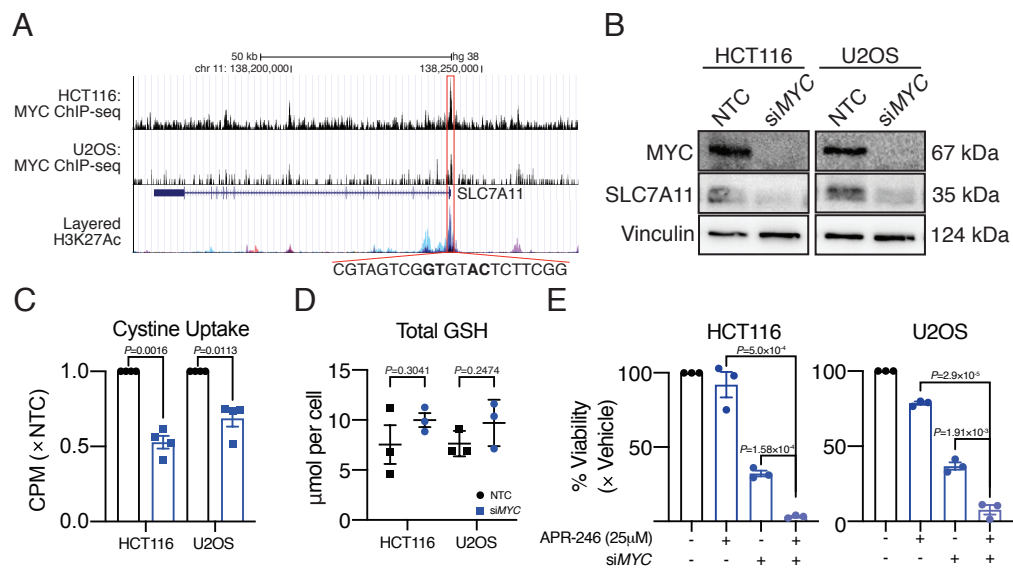 A
50 kb
hg 38
chr 11: 138,200,000
138,250,000
HCT116:
MYC ChIP-seq
U2OS:
MYC ChIP-seq
SLC7A11
Layered
H3K27Ac
CGTAGTCGGTGTACTCTTCGG
B
HCT116
U2OS
NTC
siMYC
NTC
siMYC
MYC
67 kDa
SLC7A11
35 kDa
Vinculin
124 kDa
C
Cystine Uptake
P=0.0016
P=0.0113
CPM (× NTC)
1.0
0.5
0.0
HCT116
U2OS
D
Total GSH
P=0.3041
P=0.2474
μmol per cell
15
10
5
0
NTC
siMYC
HCT116
U2OS
E
HCT116
P=5.0×10⁻⁴
P=1.58×10⁻⁴
% Viability
(× Vehicle)
100
50
0
U2OS
P=2.9×10⁻⁵
P=1.91×10⁻³
100
50
0
APR-246 (25μM) - + - + - + - +
siMYC - - + + - - + +